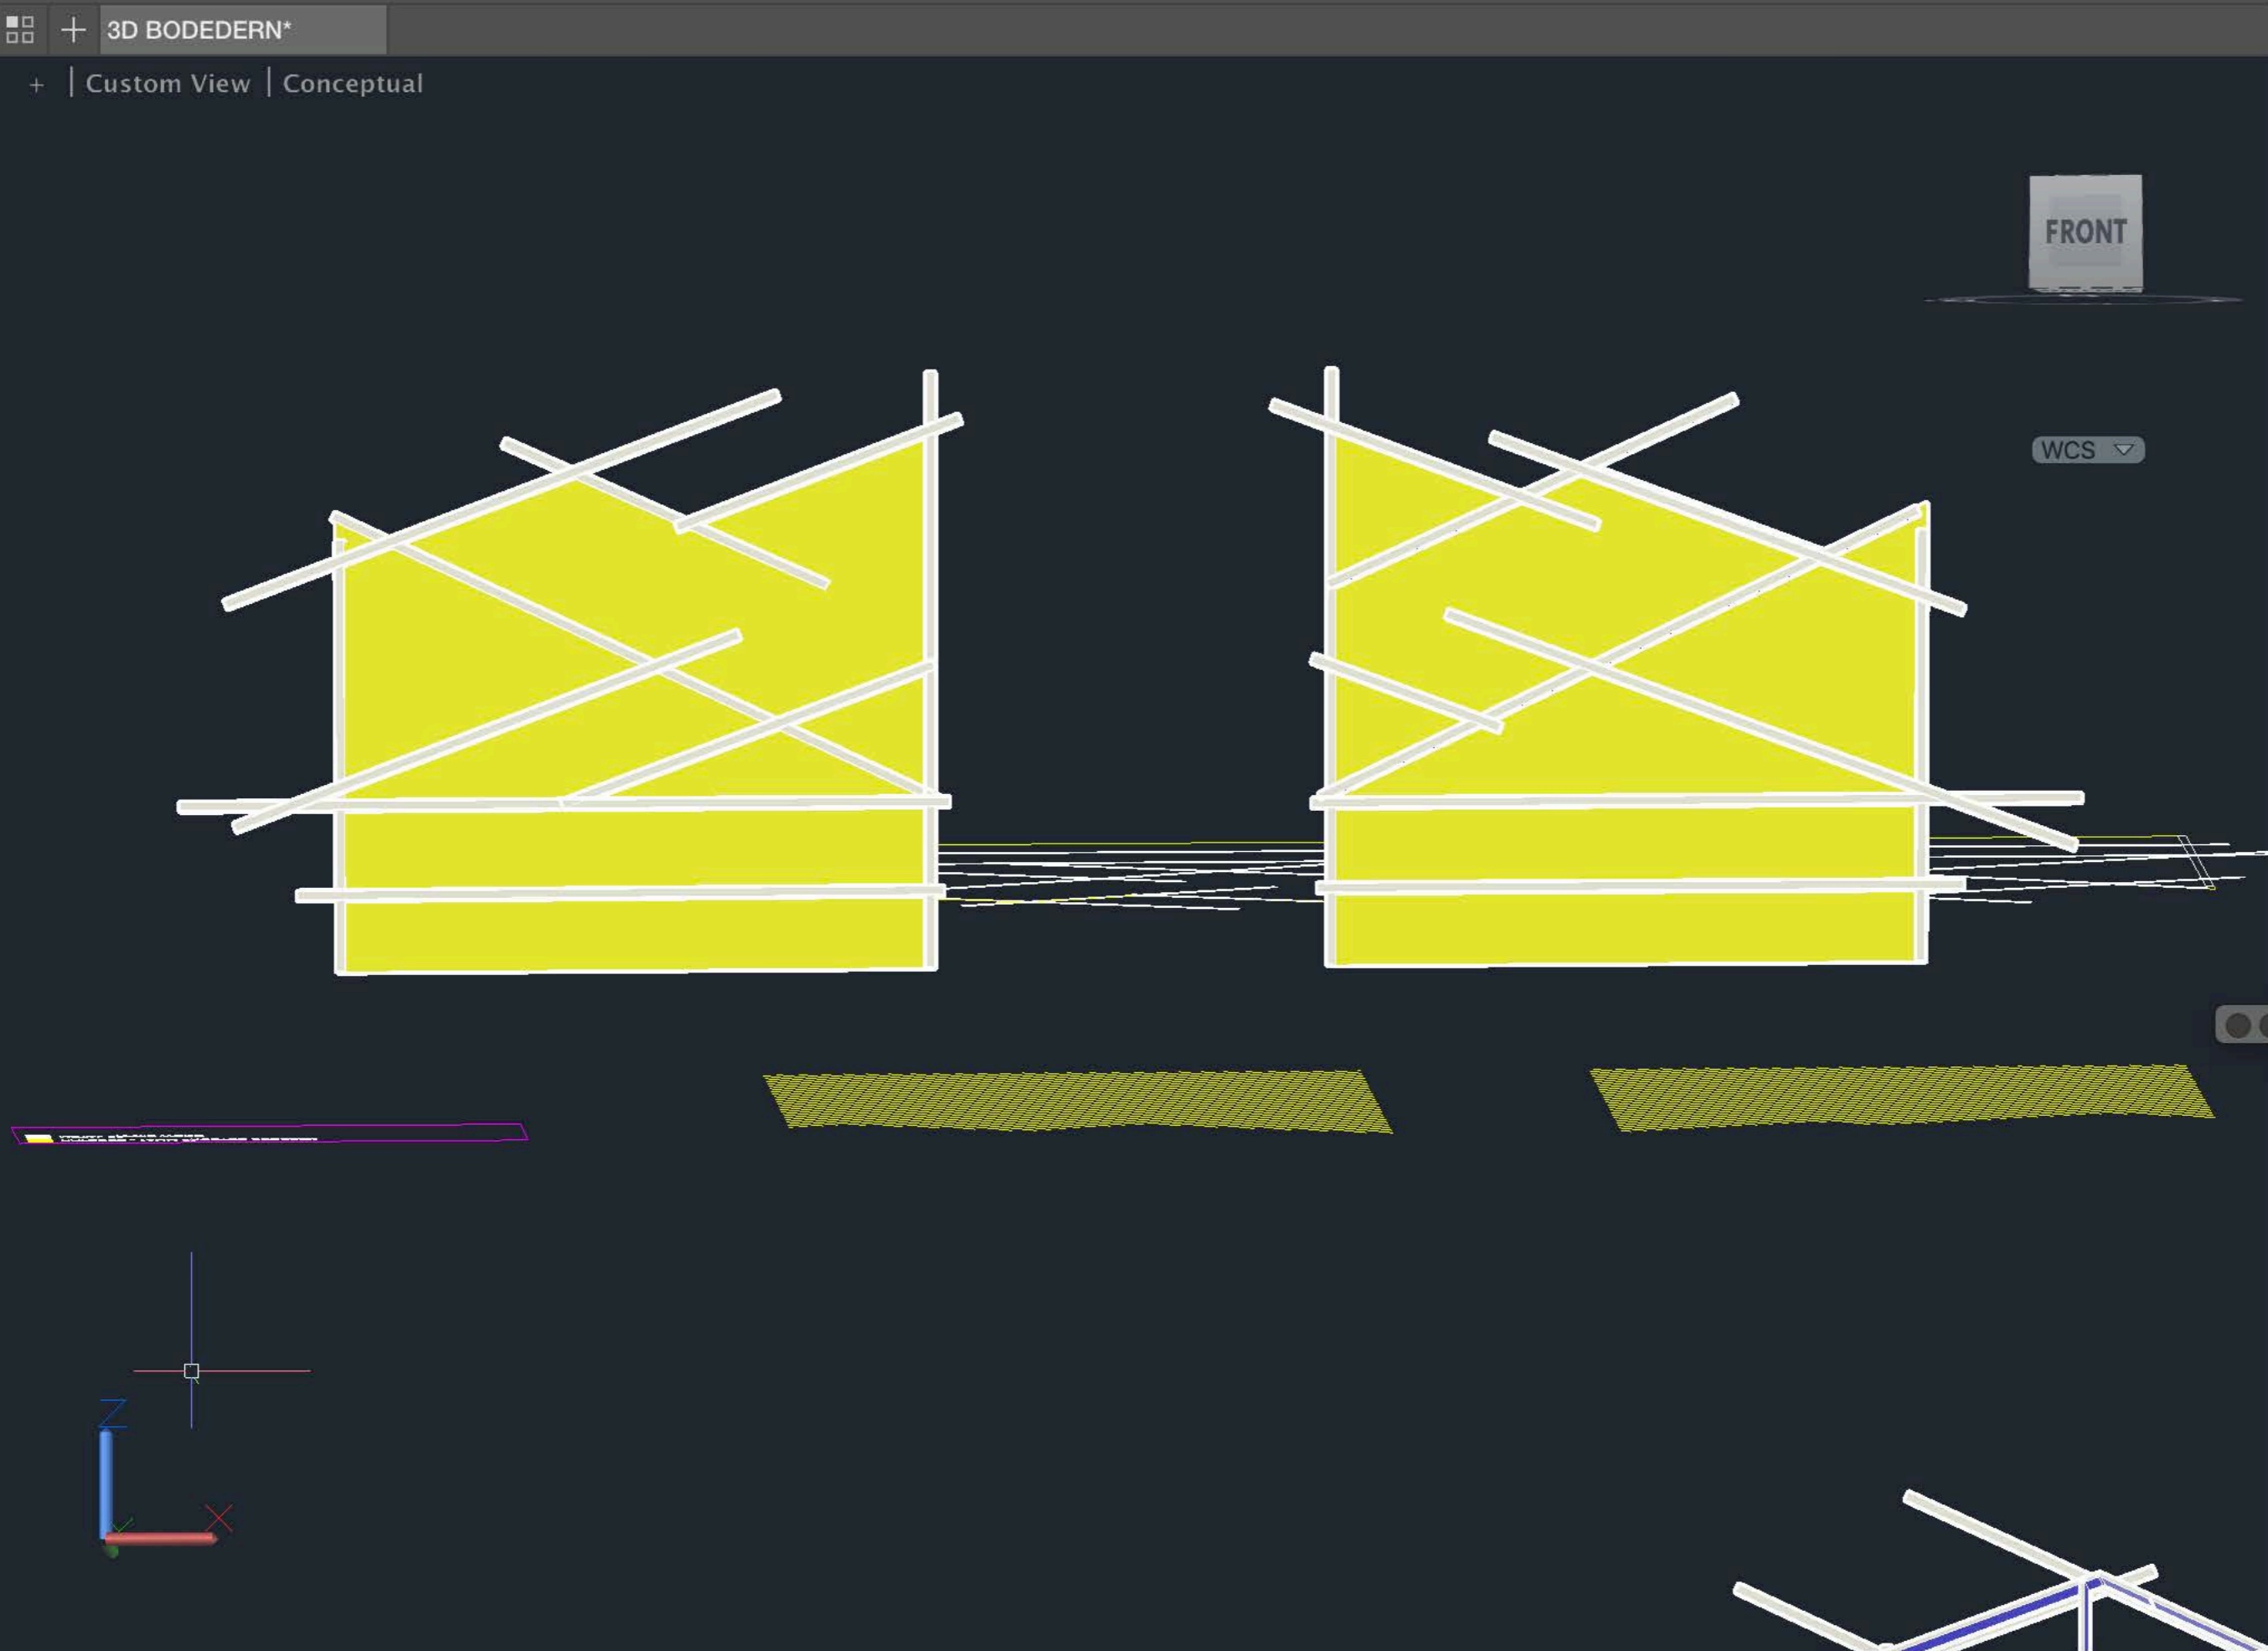 3D BODEDERN*
+ | Custom View | Conceptual
FRONT
WCS
Z
X
Y